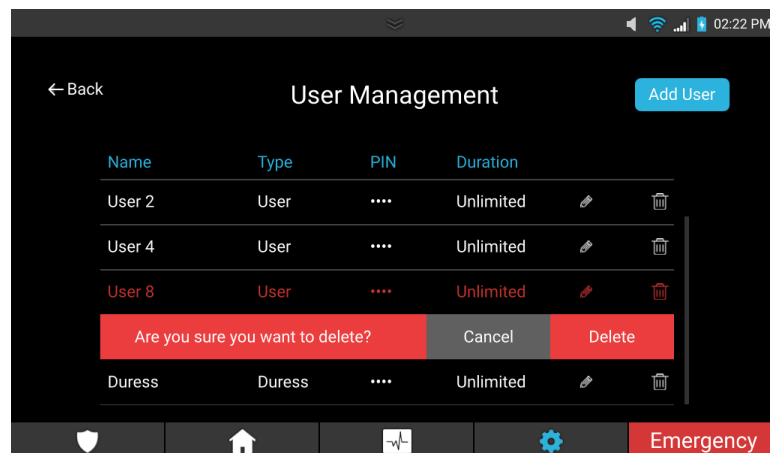 02:22 PM
Back
User Management
Add User
Name Type PIN Duration
User 2 User •••• Unlimited
User 4 User •••• Unlimited
User 8 User •••• Unlimited
Are you sure you want to delete? Cancel Delete
Duress Duress •••• Unlimited
Emergency